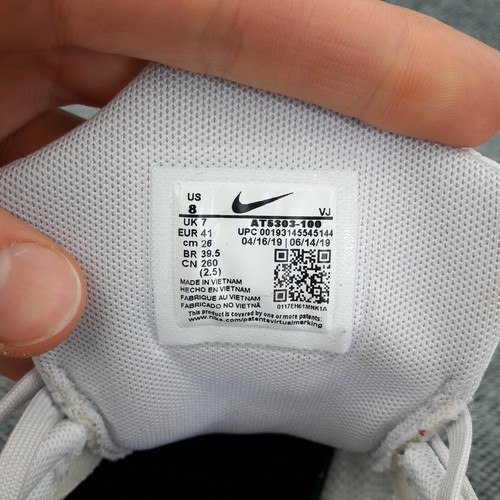 US
8
VJ
UK 7
AT5303-100
EUR 41
UPC 00193145545144
cm 26
04/16/19 | 06/14/19
BR 39.5
CN 260
(2.5)
MADE IN VIETNAM
HECHO EN VIETNAM
FABRIQUE AU VIETNAM
FABRICADO NO VIETNÃ
0117EH61MNK1A
This product is covered by one or more patents:
www.nike.com/patentsvirtualmarking